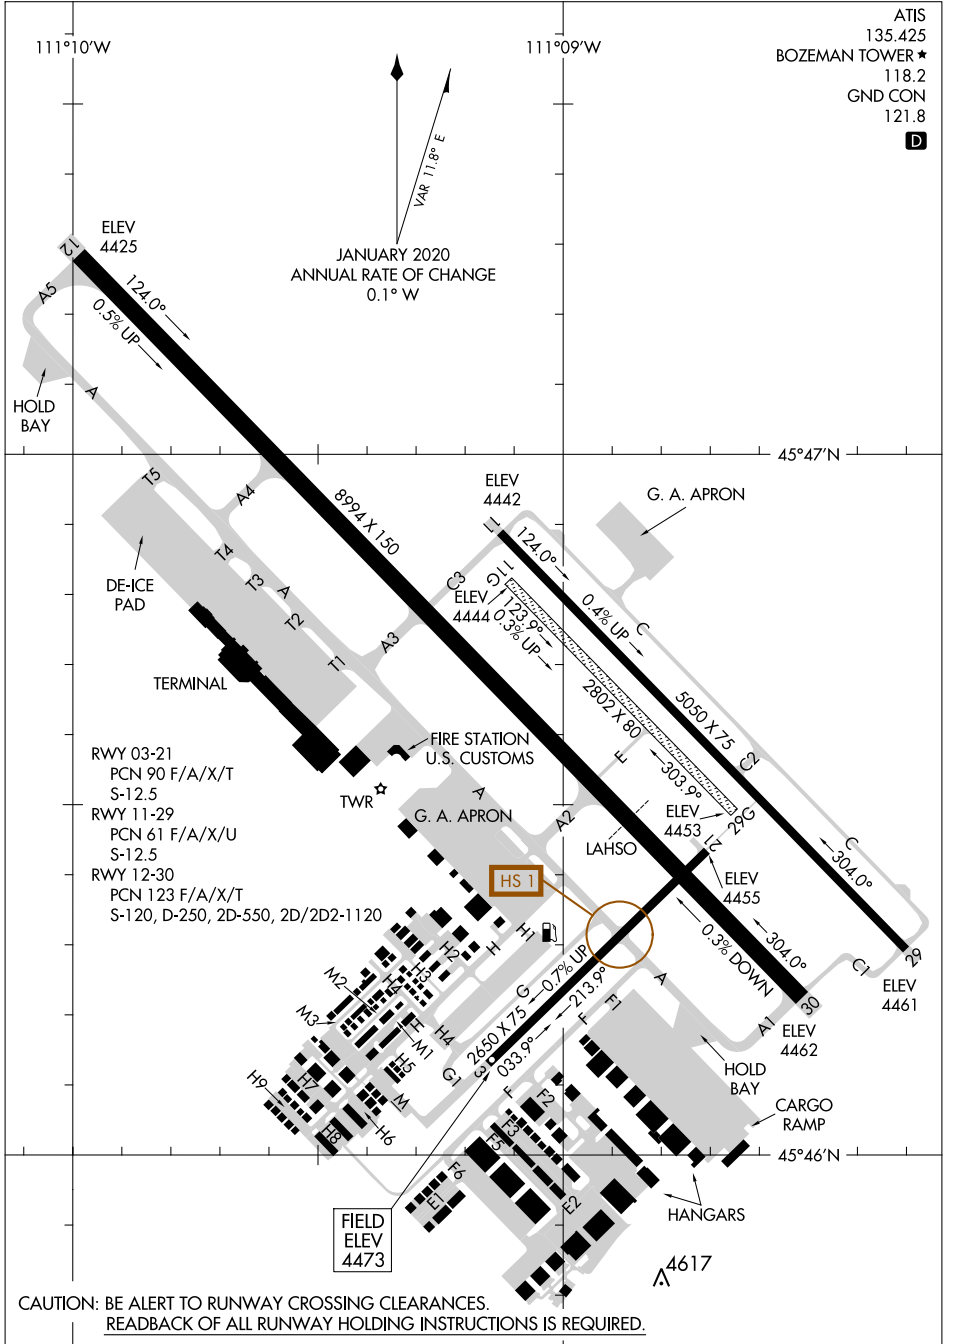 ATIS
135.425
BOZEMAN TOWER ★
118.2
GND CON
121.8
D
111°10'W
111°09'W
VAR 11.8° E
JANUARY 2020
ANNUAL RATE OF CHANGE
0.1° W
12
ELEV
4425
A5
124.0°
0.5% UP
HOLD
BAY
A
45°47'N
T5
A4
8994 X 150
ELEV
4442
G. A. APRON
11
124.0°
DE-ICE
PAD
T4
T3
A
T2
T1
A3
C3
11G
ELEV
4444
123.9°
0.3% UP
0.4% UP
C
TERMINAL
2802 X 80
5050 X 75
FIRE STATION
U.S. CUSTOMS
E
C2
303.9°
RWY 03-21
PCN 90 F/A/X/T
S-12.5
RWY 11-29
PCN 61 F/A/X/U
S-12.5
RWY 12-30
PCN 123 F/A/X/T
S-120, D-250, 2D-550, 2D/2D2-1120
TWR
A
G. A. APRON
A2
LAHSO
ELEV
4453
29G
21
C
304.0°
HS 1
ELEV
4455
0.3% DOWN
304.0°
H1
H
H2
H3
H4
M2
M3
H
M1
H4
H5
M
H6
H7
H8
H9
G
0.7% UP
213.9°
2650 X 75
033.9°
G1
3
A
F1
F
C1
29
ELEV
4461
A1
30
ELEV
4462
HOLD
BAY
CARGO
RAMP
F
F2
F3
F5
F6
E1
E2
45°46'N
HANGARS
FIELD
ELEV
4473
4617
CAUTION: BE ALERT TO RUNWAY CROSSING CLEARANCES.
READBACK OF ALL RUNWAY HOLDING INSTRUCTIONS IS REQUIRED.